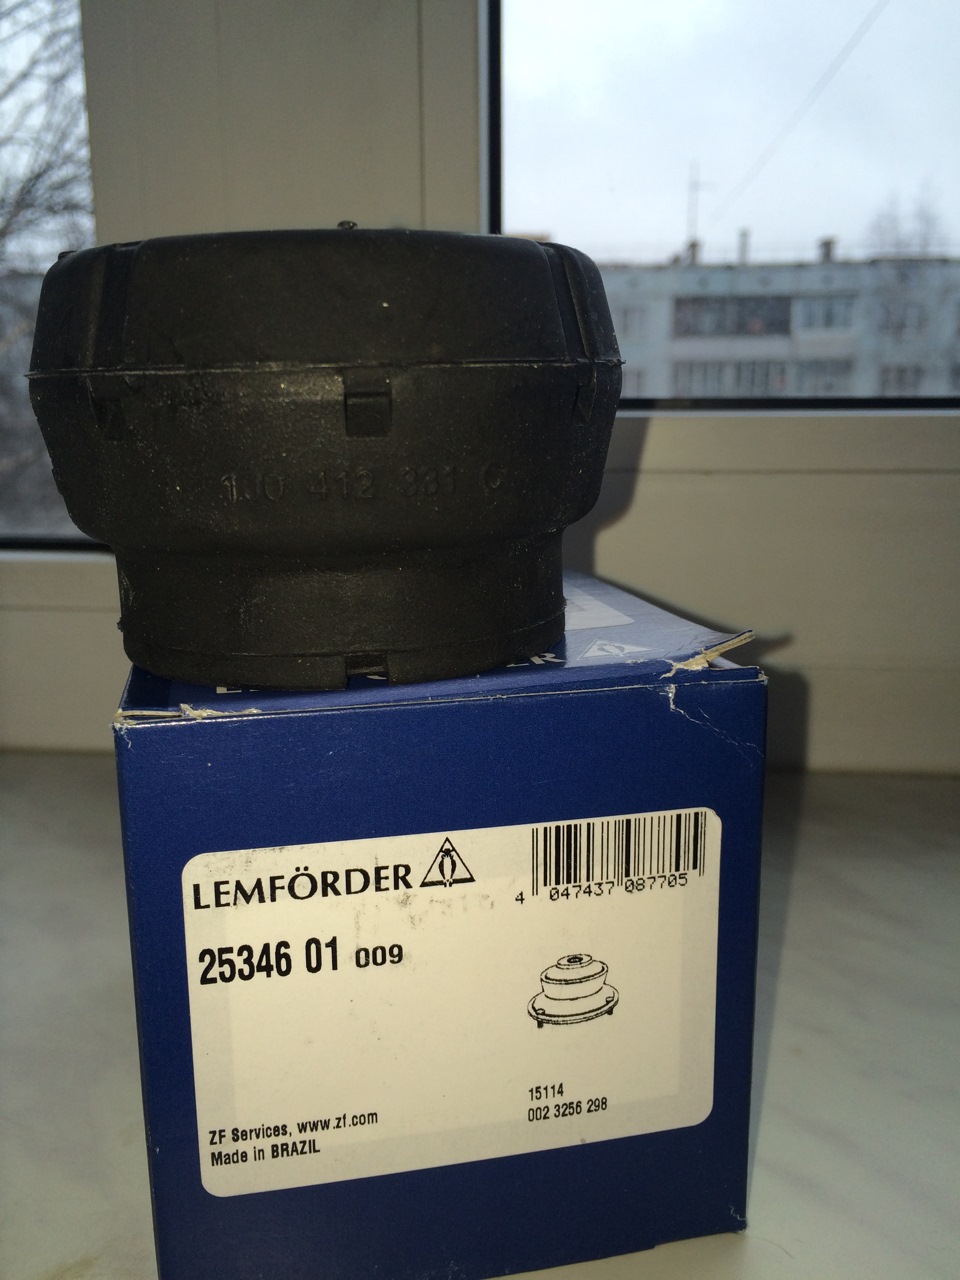 1J0 412 331 C
LEMFÖRDER
4 047437 087705
25346 01 009
15114
002 3256 298
ZF Services, www.zf.com
Made in BRAZIL